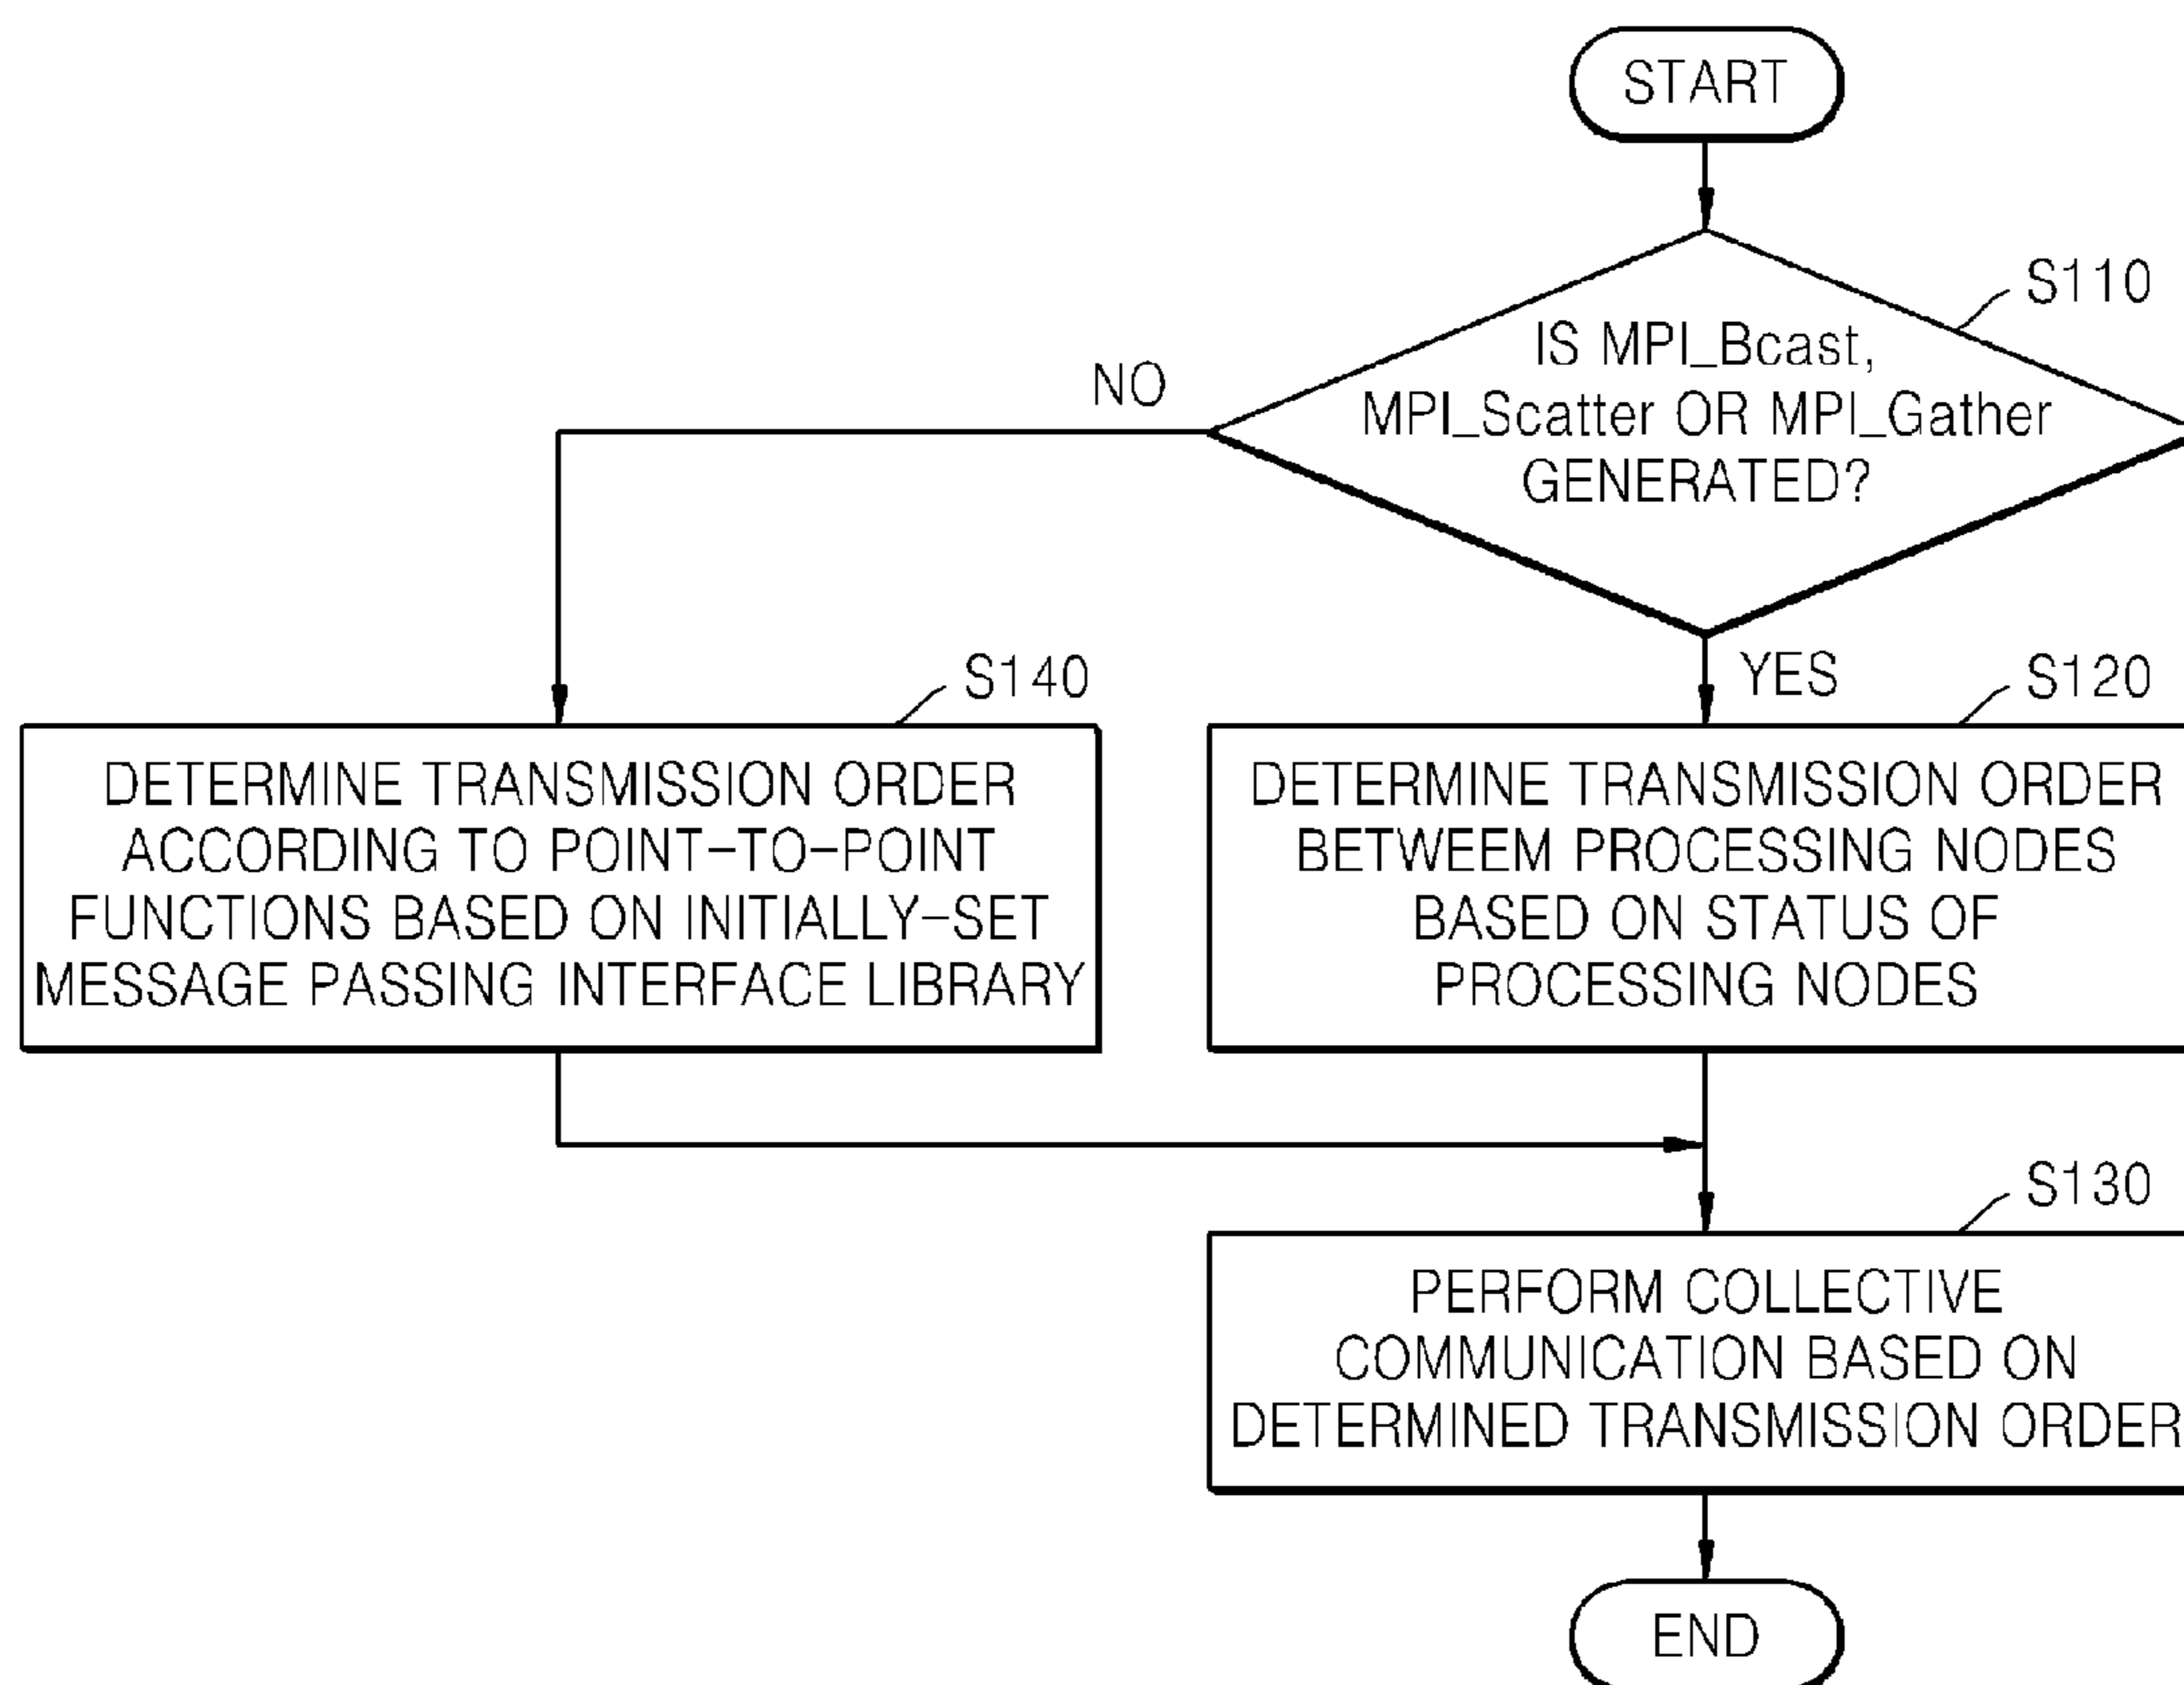 START
S110
IS MPI_Bcast,
MPI_Scatter OR MPI_Gather
GENERATED?
NO
YES
S140
DETERMINE TRANSMISSION ORDER
ACCORDING TO POINT-TO-POINT
FUNCTIONS BASED ON INITIALLY-SET
MESSAGE PASSING INTERFACE LIBRARY
S120
DETERMINE TRANSMISSION ORDER
BETWEEM PROCESSING NODES
BASED ON STATUS OF
PROCESSING NODES
S130
PERFORM COLLECTIVE
COMMUNICATION BASED ON
DETERMINED TRANSMISSION ORDER
END